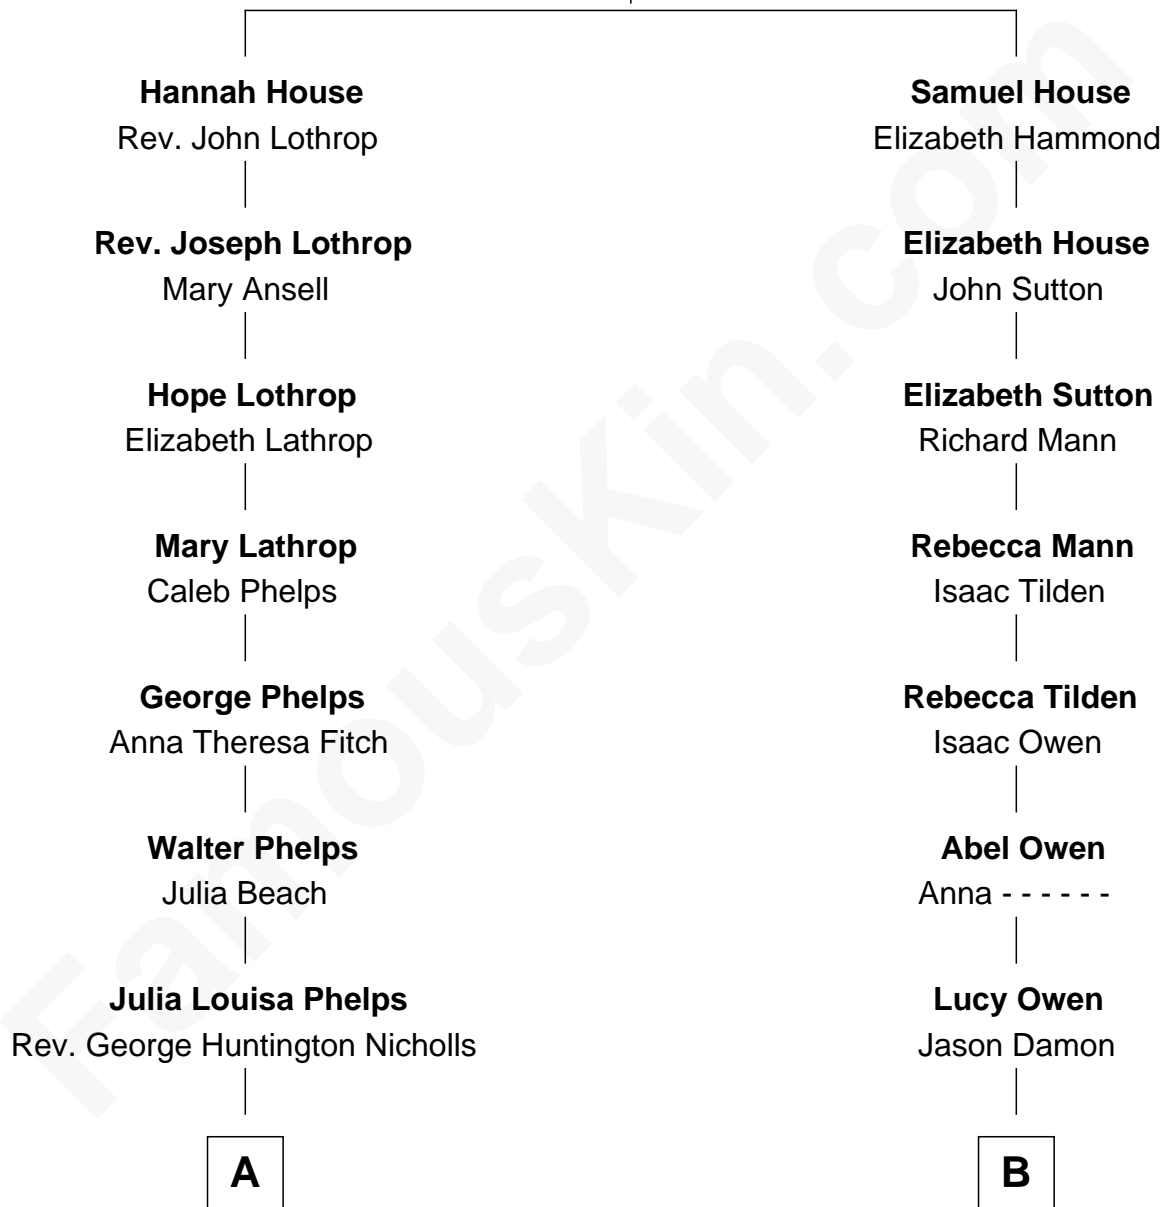 Hannah House
Rev. John Lothrop
Rev. Joseph Lothrop
Mary Ansell
Hope Lothrop
Elizabeth Lathrop
Mary Lathrop
Caleb Phelps
George Phelps
Anna Theresa Fitch
Walter Phelps
Julia Beach
Julia Louisa Phelps
Rev. George Huntington Nicholls
A
Samuel House
Elizabeth Hammond
Elizabeth House
John Sutton
Elizabeth Sutton
Richard Mann
Rebecca Mann
Isaac Tilden
Rebecca Tilden
Isaac Owen
Abel Owen
Anna - - - - - -
Lucy Owen
Jason Damon
B
FamousKin.com